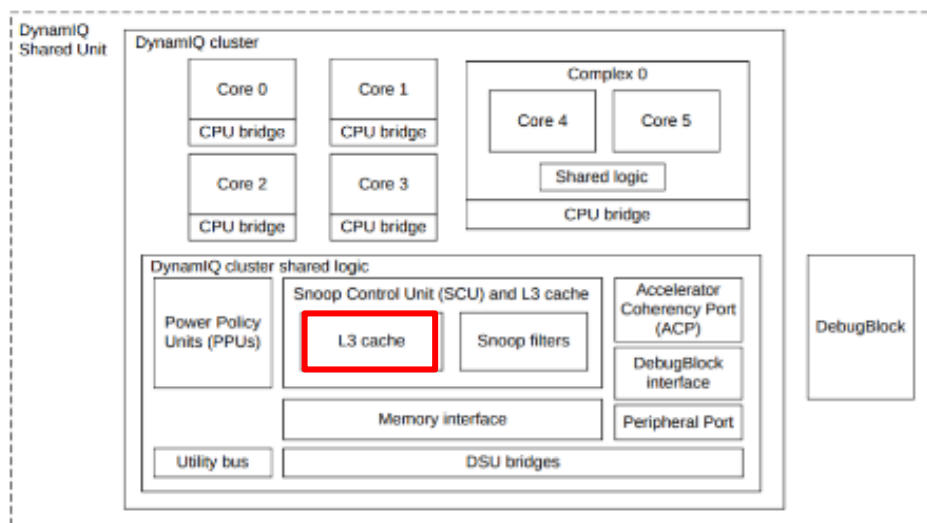 DynamIQ
Shared Unit
DynamIQ cluster
Core 0
CPU bridge
Core 1
CPU bridge
Complex 0
Core 4
Core 5
Shared logic
CPU bridge
Core 2
CPU bridge
Core 3
CPU bridge
DynamIQ cluster shared logic
Power Policy
Units (PPUs)
Snoop Control Unit (SCU) and L3 cache
L3 cache
Snoop filters
Accelerator
Coherency Port
(ACP)
DebugBlock
interface
Memory interface
Peripheral Port
Utility bus
DSU bridges
DebugBlock